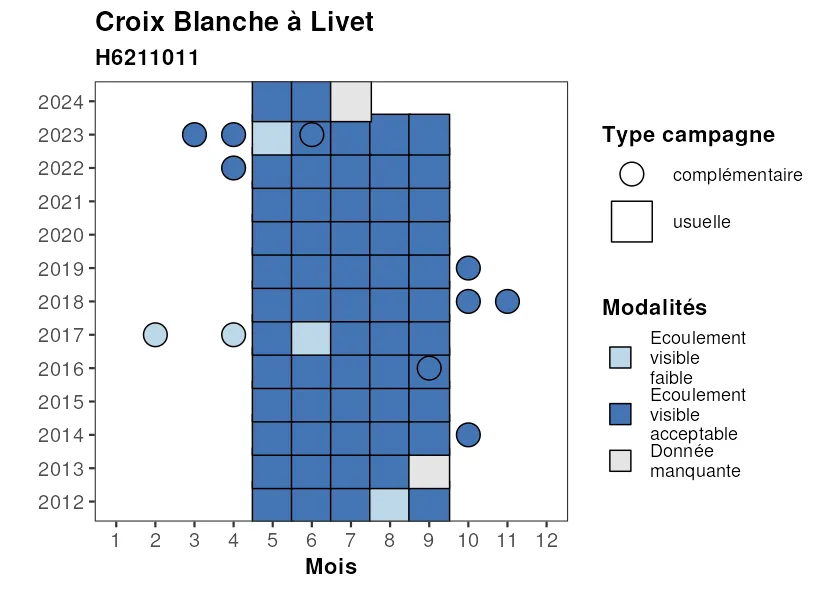 Croix Blanche à Livet
H6211011
2024
2023
2022
2021
2020
2019
2018
2017
2016
2015
2014
2013
2012
1 2 3 4 5 6 7 8 9 10 11 12
Mois
Type campagne
complémentaire
usuelle
Modalités
Ecoulement
visible
faible
Ecoulement
visible
acceptable
Donnée
manquante